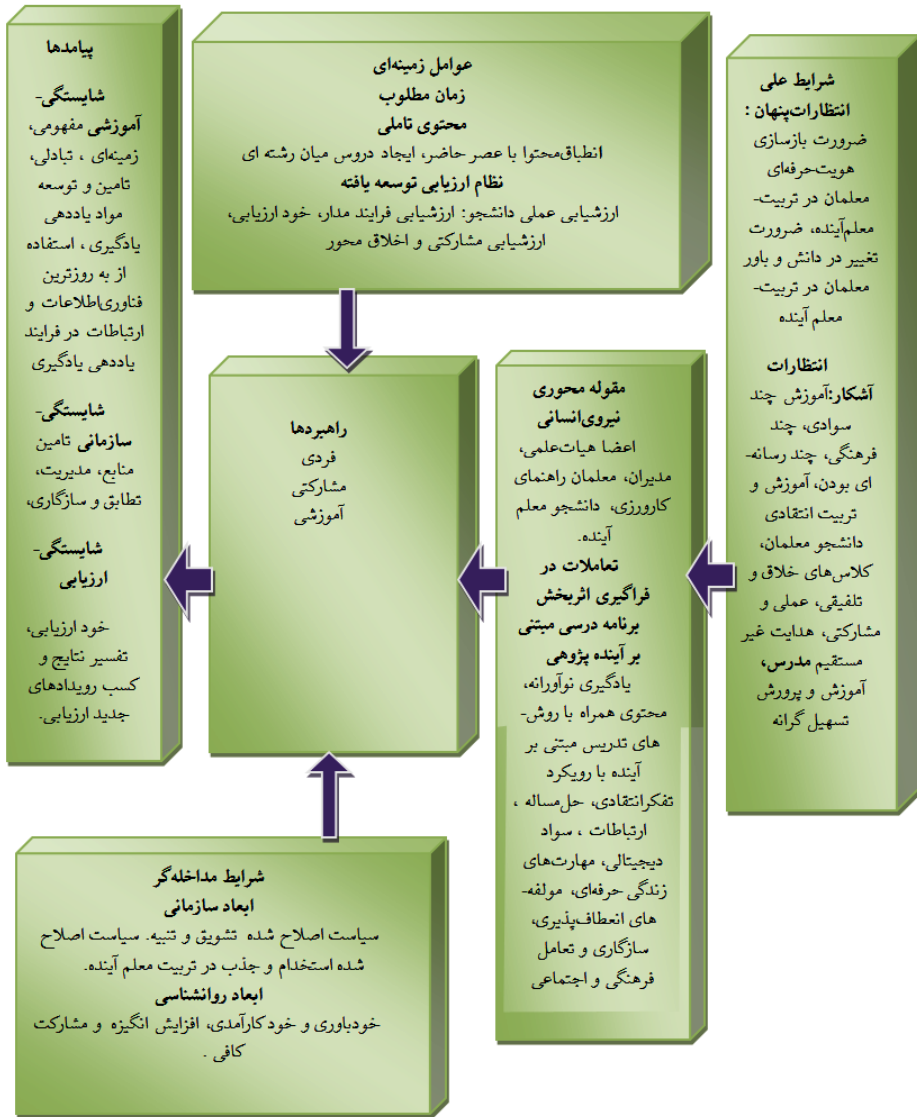 شرایط علی
انتظارات‌پنهان :
ضرورت بازسازی
هویت‌حرفه‌ای
معلمان در تربیت-
معلم‌آینده، ضرورت
تغییر در دانش و باور
معلمان در تربیت-
معلم آینده
انتظارات
آشکار:آموزش چند
سوادی، چند
فرهنگی، چند رسانه-
ای بودن، آموزش و
تربیت انتقادی
دانشجو معلمان،
کلاس‌های خلاق و
تلفیقی، عملی و
مشارکتی، هدایت غیر
مستقیم مدرس،
آموزش و پرورش
تسهیل گرانه
عوامل زمینه‌ای
زمان مطلوب
محتوی تاملی
انطباق‌محتوا با عصر حاضر، ایجاد دروس میان رشته ای
نظام ارزیابی توسعه یافته
ارزشیابی عملی دانشجو: ارزشیابی فرایند مدار، خود ارزیابی،
ارزشیابی مشارکتی و اخلاق محور
مقوله محوری
نیروی‌انسانی
اعضا هیات‌علمی،
مدیران، معلمان راهنمای
کارورزی، دانشجو معلم
آینده.
تعاملات در
فراگیری اثربخش
برنامه درسی مبتنی
بر آینده پژوهی
یادگیری نوآورانه،
محتوی همراه با روش-
های تدریس مبتنی بر
آینده با رویکرد
تفکرانتقادی، حل‌مساله ،
ارتباطات ، سواد
دیجیتالی، مهارت‌های
زندگی حرفه‌ای، مولفه-
های انعطاف‌پذیری،
سازگاری و تعامل
فرهنگی و اجتماعی
راهبردها
فردی
مشارکتی
آموزشی
شرایط مداخله‌گر
ابعاد سازمانی
سیاست اصلاح شده تشویق و تنبیه. سیاست اصلاح
شده استخدام و جذب در تربیت معلم آینده.
ابعاد روانشناسی
خودباوری و خود کارآمدی، افزایش انگیزه و مشارکت
کافی .
پیامدها
شایستگی-
آموزشی مفهومی،
زمینه‌ای ، تبادلی،
تامین و توسعه
مواد یاددهی
یادگیری ، استفاده
از به روزترین
فناوری‌اطلاعات و
ارتباطات در فرایند
یاددهی یادگیری
شایستگی-
سازمانی تامین
منابع، مدیریت،
تطابق و سازگاری،
شایستگی-
ارزیابی
خود ارزیابی،
تفسیر نتایج و
کسب رویدادهای
جدید ارزیابی.